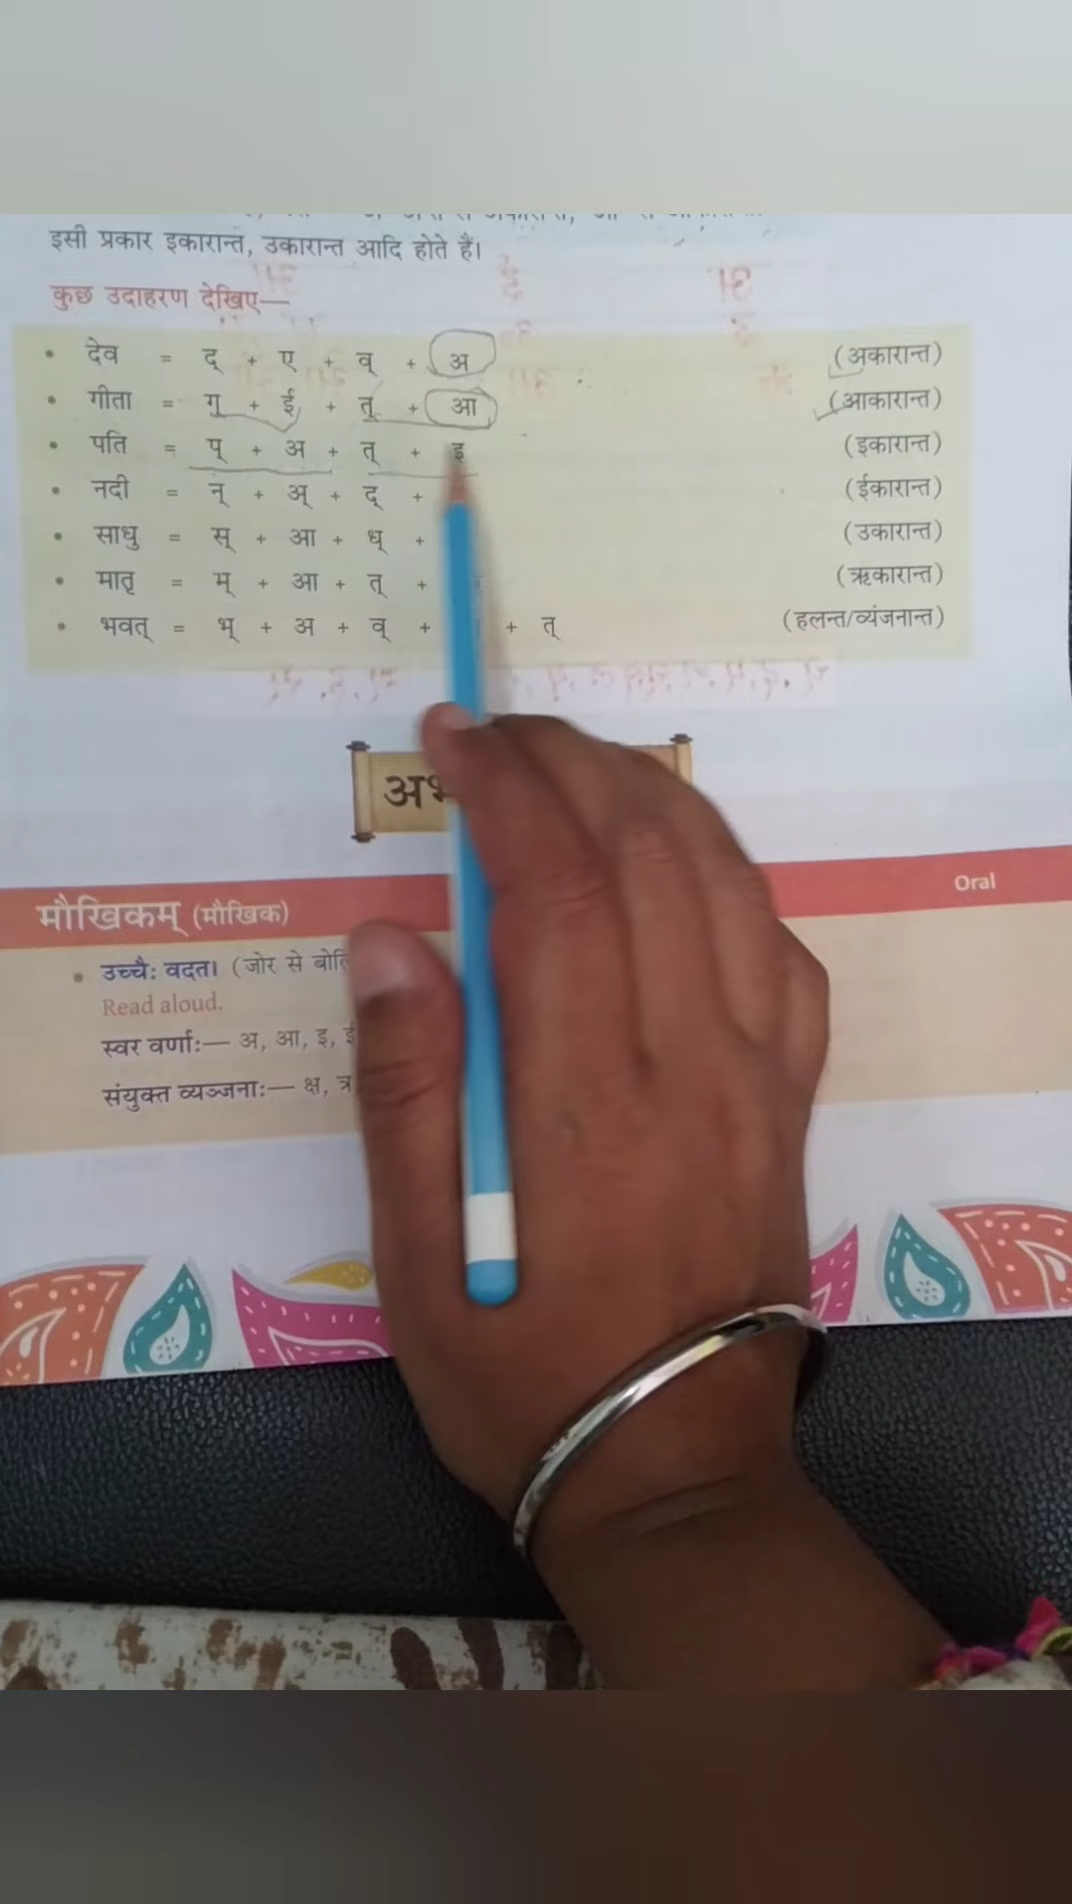 इसी प्रकार इकारान्त, उकारान्त आदि होते हैं।
कुछ उदाहरण देखिए—
• देव = द् + ए + व् + अ (अकारान्त)
• गीता = ग् + ई + त् + आ (आकारान्त)
• पति = प् + अ + त् + इ (इकारान्त)
• नदी = न् + अ् + द् + (ईकारान्त)
• साधु = स् + आ + ध् + (उकारान्त)
• मातृ = म् + आ + त् + (ऋकारान्त)
• भवत् = भ् + अ + व् + + त् (हलन्त/व्यंजनान्त)
मौखिकम् (मौखिक) Oral
• उच्चैः वदत। (जोर से
Read aloud.
स्वर वर्णाः— अ, आ, इ,
संयुक्त व्यञ्जनाः— क्ष, त्र